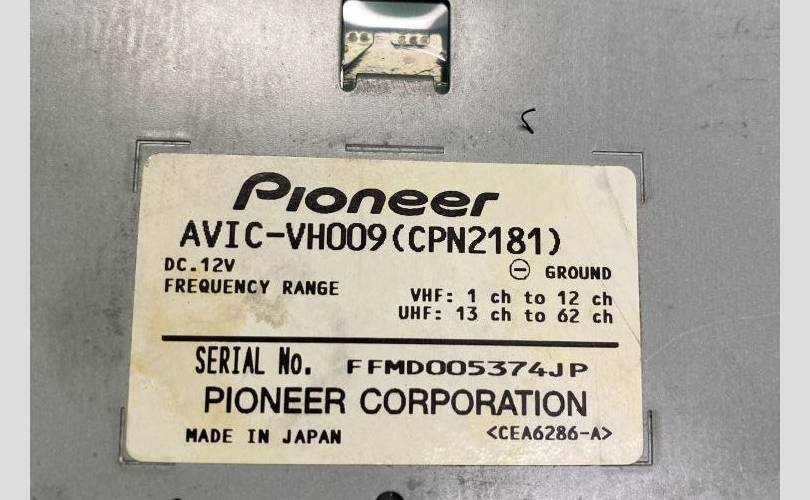 Pioneer
AVIC-VH009(CPN2181)
DC.12V
⊖ GROUND
FREQUENCY RANGE
VHF: 1 ch to 12 ch
UHF: 13 ch to 62 ch
SERIAL No. FFMD005374JP
PIONEER CORPORATION
MADE IN JAPAN
<CEA6286-A>